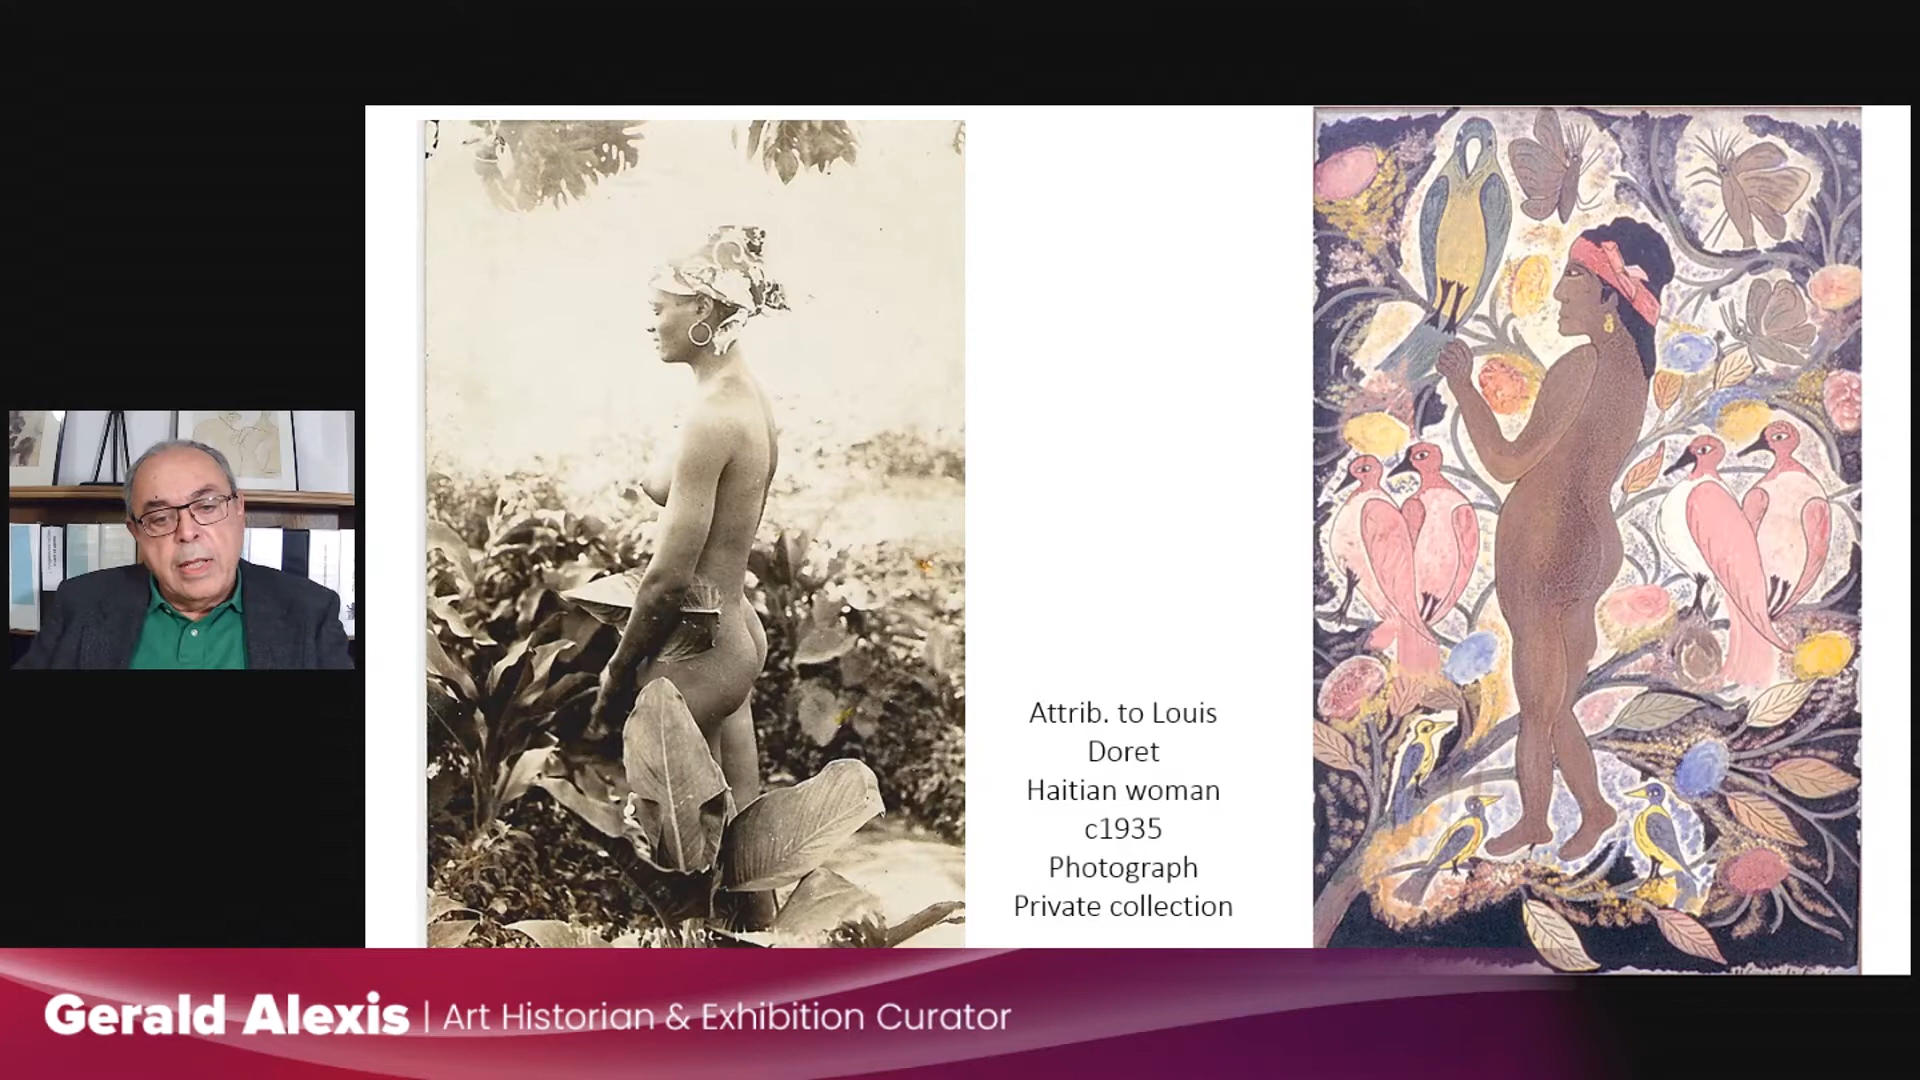 Attrib. to Louis
Doret
Haitian woman
c1935
Photograph
Private collection
Gerald Alexis | Art Historian & Exhibition Curator